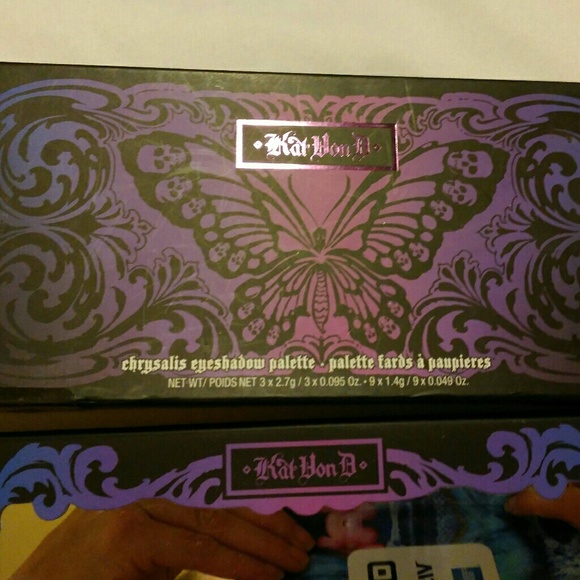 ·Kat Von D·
chrysalis eyeshadow palette · palette fards à paupieres
NET WT/ POIDS NET 3 x 2.7g / 3 x 0.095 Oz. · 9 x 1.4g / 9 x 0.049 Oz.
·Kat Von D·